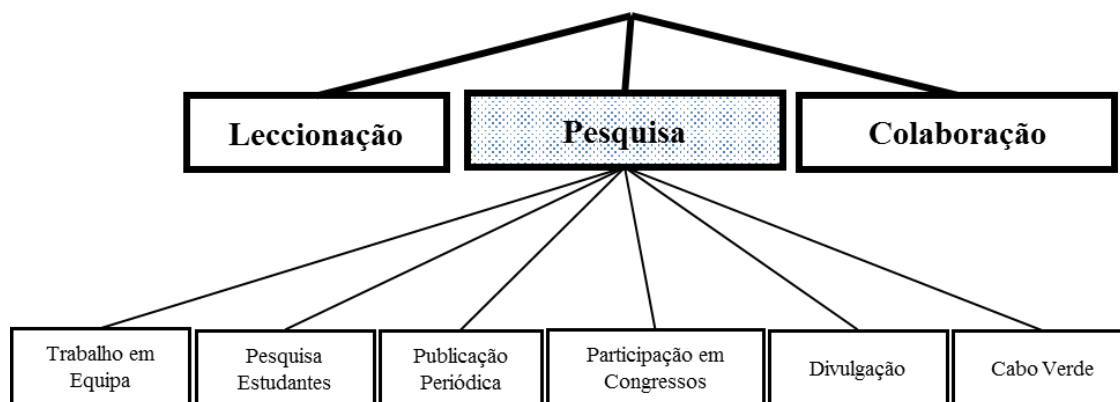 Leccionação
Pesquisa
Colaboração
Trabalho em
Equipa
Pesquisa
Estudantes
Publicação
Periódica
Participação em
Congressos
Divulgação
Cabo Verde